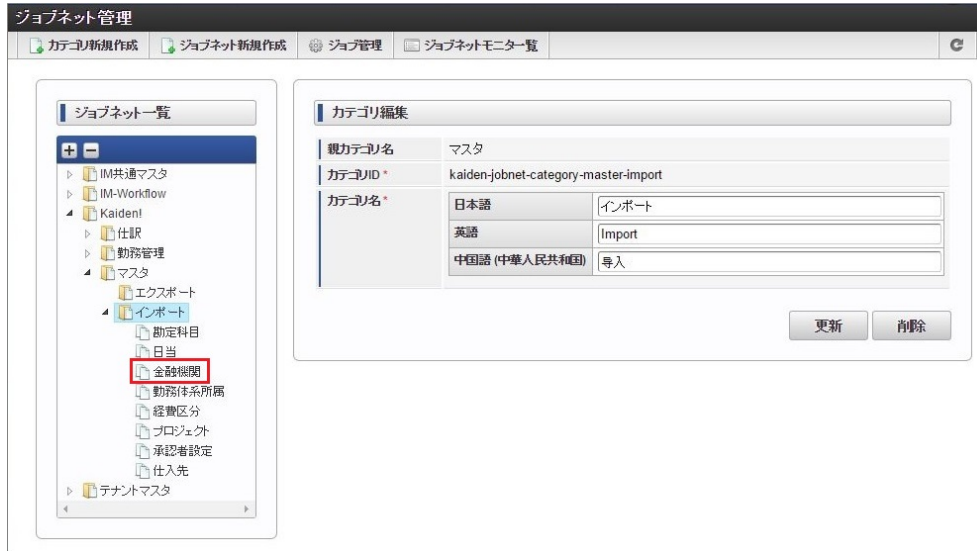 ジョブネット管理
カテゴリ新規作成 ジョブネット新規作成 ジョブ管理 ジョブネットモニター覧
ジョブネット一覧
IM共通マスタ
IM-Workflow
Kaiden!
仕訳
勤務管理
マスタ
エクスポート
インポート
勘定科目
日当
金融機関
勤務体系所属
経費区分
プロジェクト
承認者設定
仕入先
テナントマスタ
カテゴリ編集
親カテゴリ名 マスタ
カテゴリID * kaiden-jobnet-category-master-import
カテゴリ名 * 日本語 インポート
英語 Import
中国語 (中華人民共和国) 导入
更新 削除